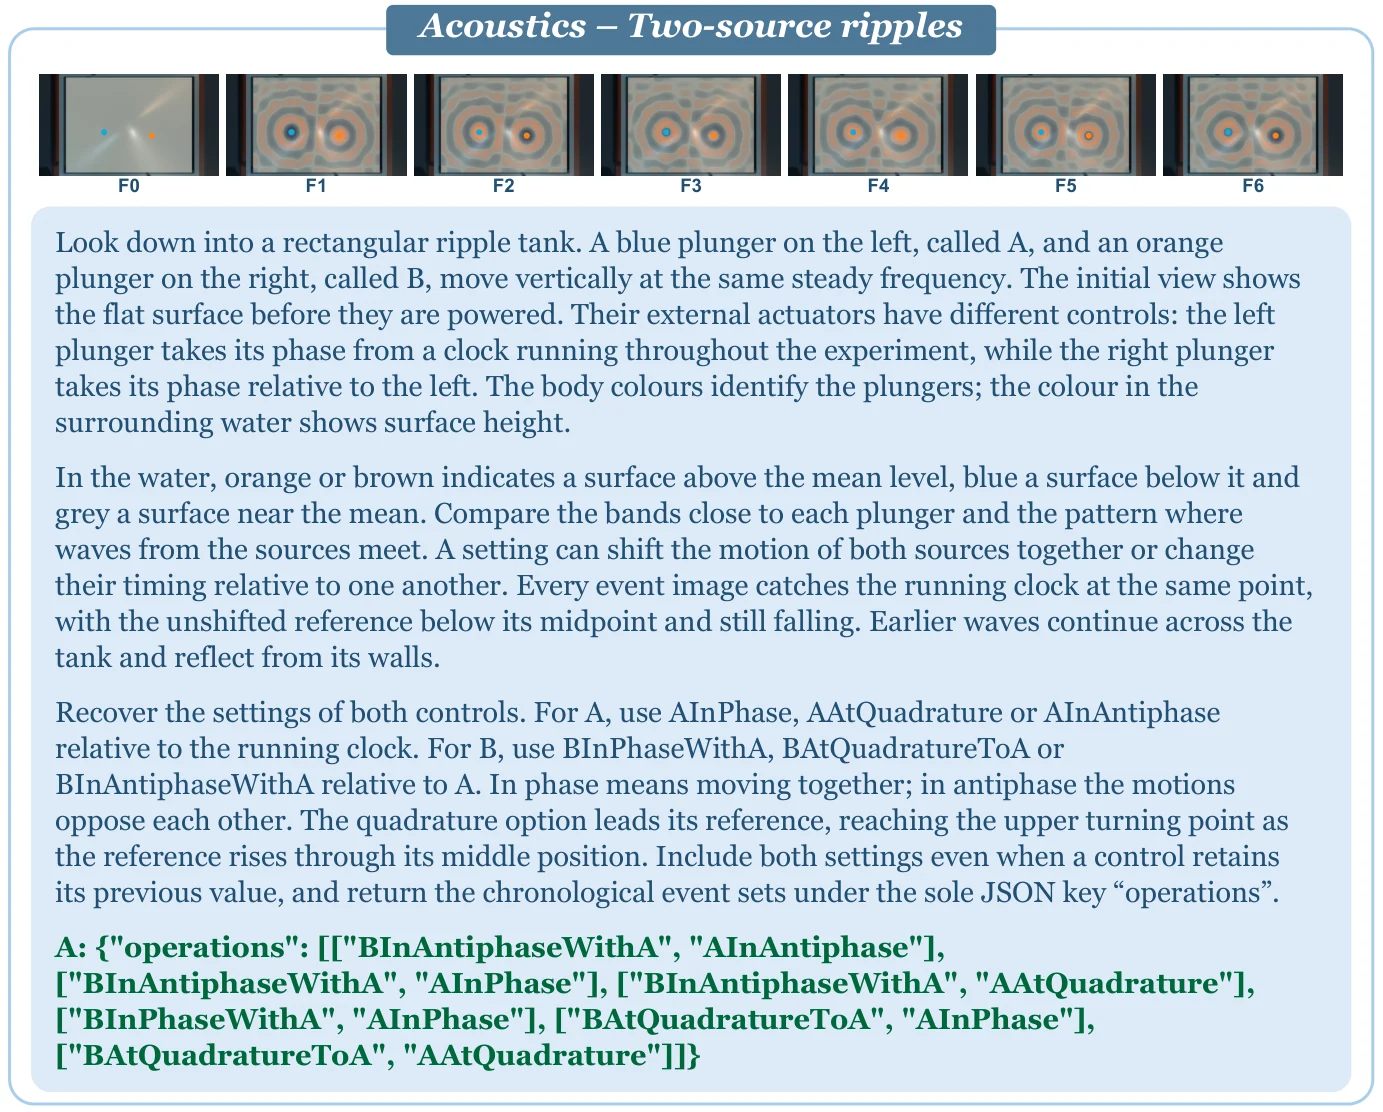 Acoustics – Two-source ripples
F0 F1 F2 F3 F4 F5 F6
Look down into a rectangular ripple tank. A blue plunger on the left, called A, and an orange
plunger on the right, called B, move vertically at the same steady frequency. The initial view shows
the flat surface before they are powered. Their external actuators have different controls: the left
plunger takes its phase from a clock running throughout the experiment, while the right plunger
takes its phase relative to the left. The body colours identify the plungers; the colour in the
surrounding water shows surface height.
In the water, orange or brown indicates a surface above the mean level, blue a surface below it and
grey a surface near the mean. Compare the bands close to each plunger and the pattern where
waves from the sources meet. A setting can shift the motion of both sources together or change
their timing relative to one another. Every event image catches the running clock at the same point,
with the unshifted reference below its midpoint and still falling. Earlier waves continue across the
tank and reflect from its walls.
Recover the settings of both controls. For A, use AInPhase, AAtQuadrature or AInAntiphase
relative to the running clock. For B, use BInPhaseWithA, BAtQuadratureToA or
BInAntiphaseWithA relative to A. In phase means moving together; in antiphase the motions
oppose each other. The quadrature option leads its reference, reaching the upper turning point as
the reference rises through its middle position. Include both settings even when a control retains
its previous value, and return the chronological event sets under the sole JSON key “operations”.
A: {"operations": [["BInAntiphaseWithA", "AInAntiphase"],
["BInAntiphaseWithA", "AInPhase"], ["BInAntiphaseWithA", "AAtQuadrature"],
["BInPhaseWithA", "AInPhase"], ["BAtQuadratureToA", "AInPhase"],
["BAtQuadratureToA", "AAtQuadrature"]]}